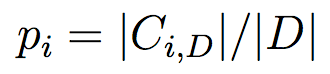 p_i = |C_{i,D}|/|D|